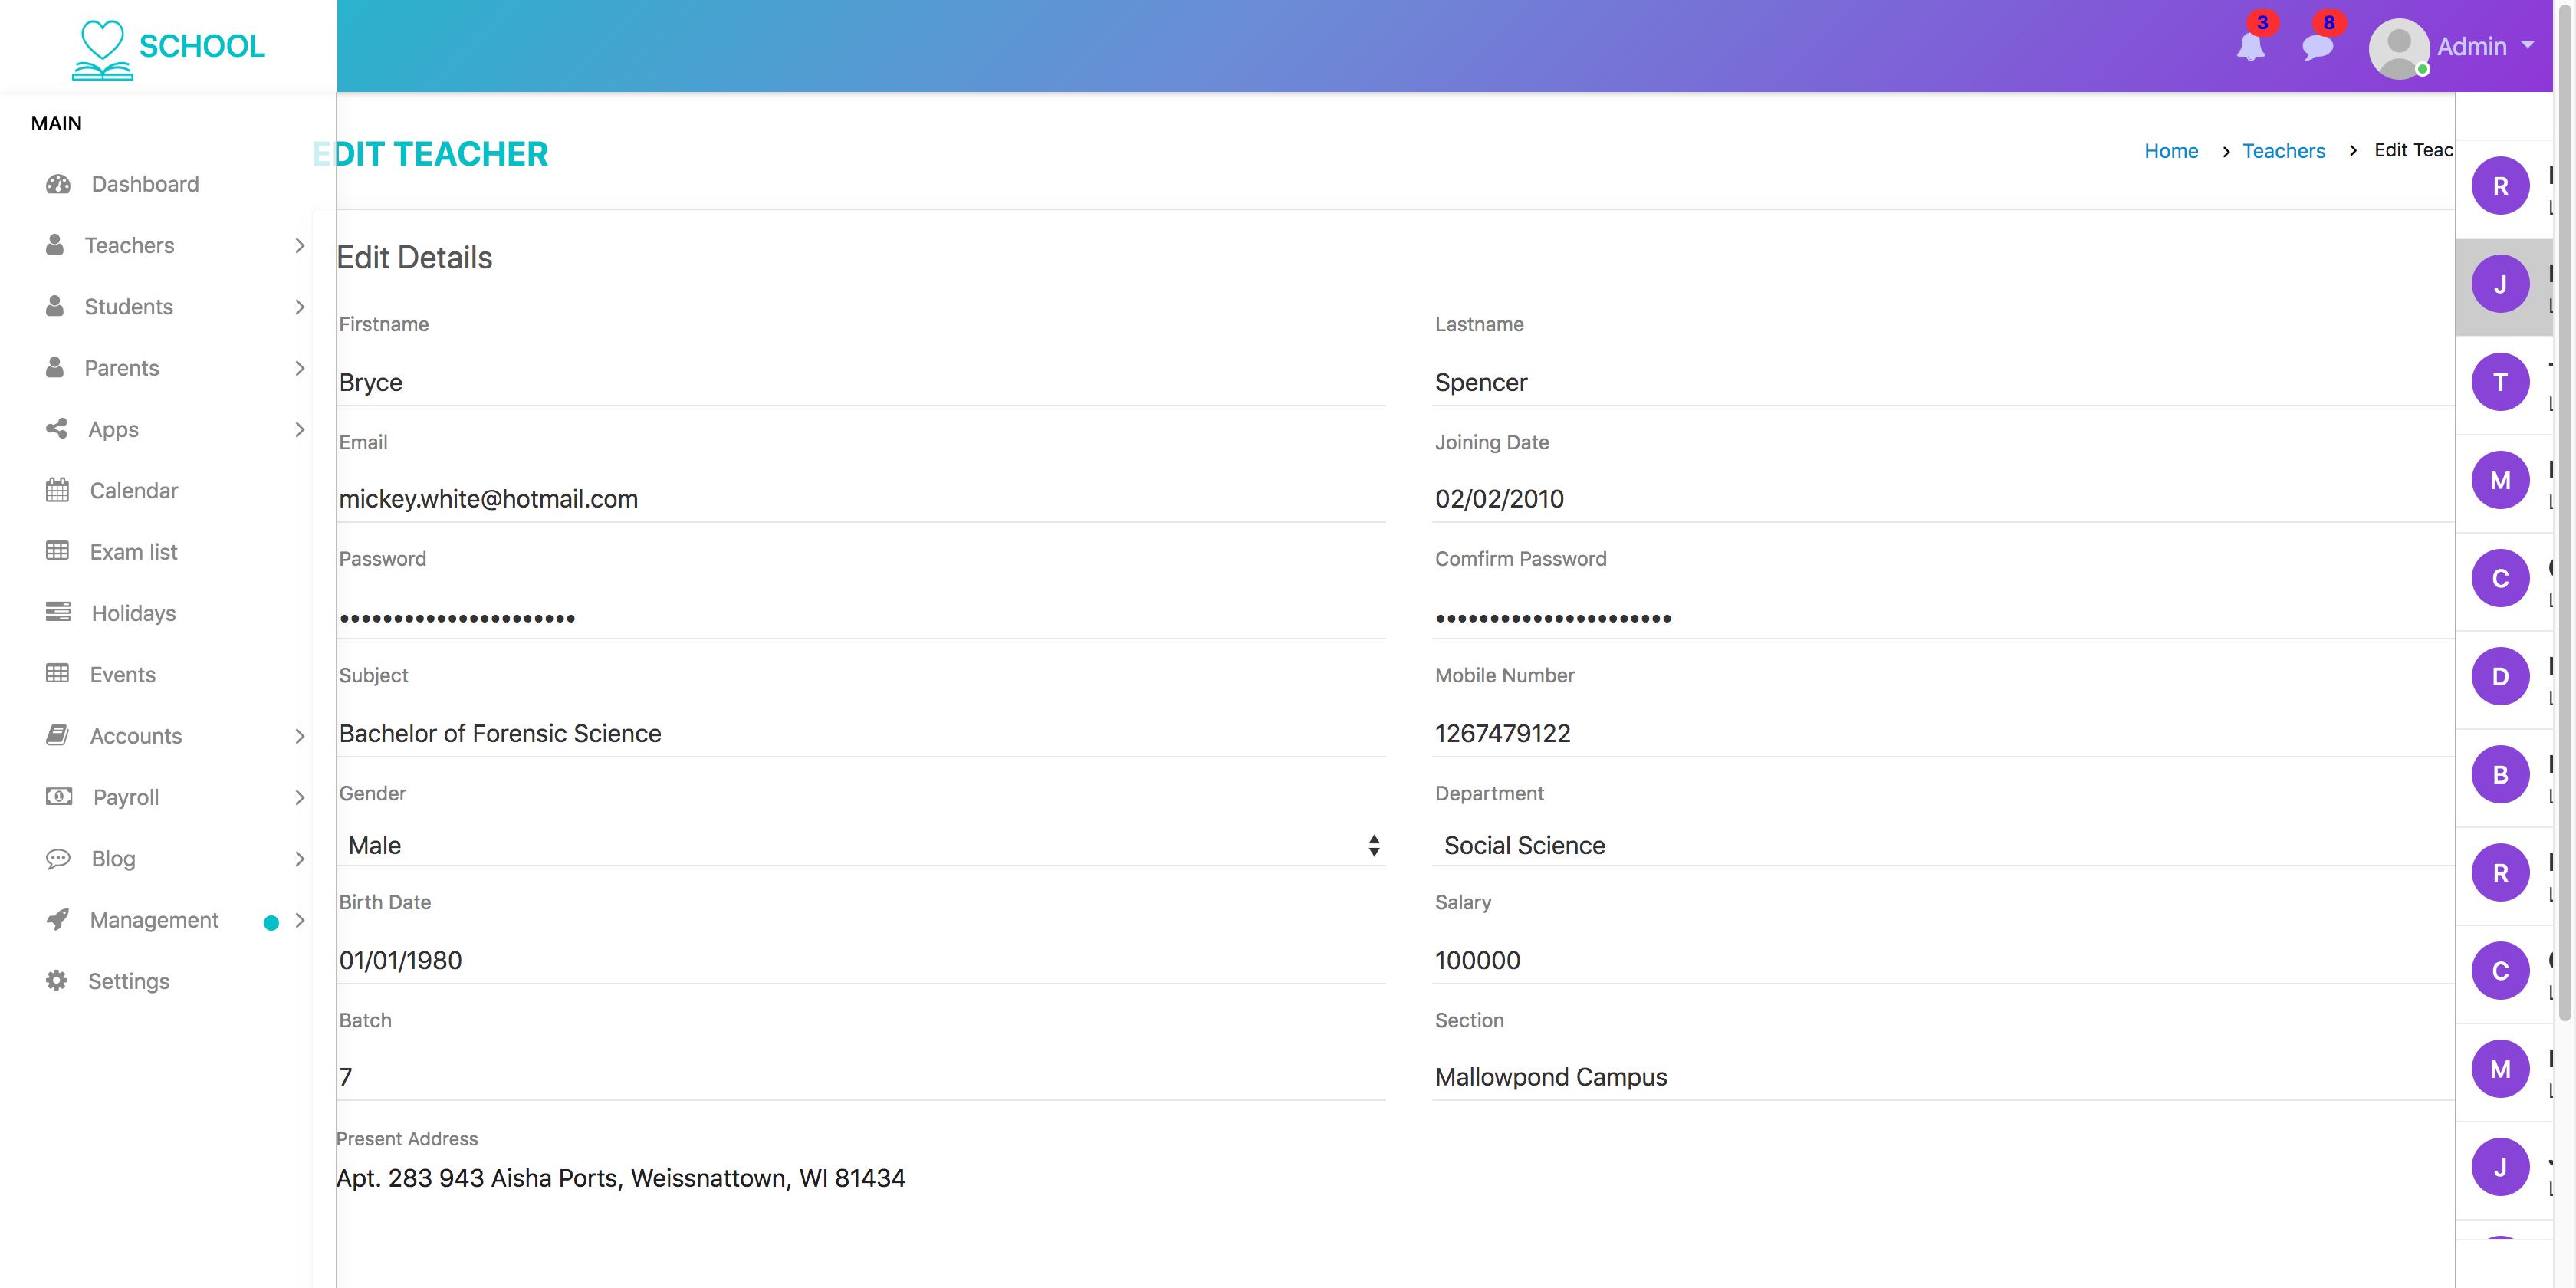 SCHOOL
3
8
Admin
MAIN
Dashboard
Teachers
Students
Parents
Apps
Calendar
Exam list
Holidays
Events
Accounts
Payroll
Blog
Management
Settings
EDIT TEACHER
Home > Teachers > Edit Teac
Edit Details
Firstname
Bryce
Lastname
Spencer
Email
mickey.white@hotmail.com
Joining Date
02/02/2010
Password
••••••••••••••••••••••
Comfirm Password
••••••••••••••••••••••
Subject
Bachelor of Forensic Science
Mobile Number
1267479122
Gender
Male
Department
Social Science
Birth Date
01/01/1980
Salary
100000
Batch
7
Section
Mallowpond Campus
Present Address
Apt. 283 943 Aisha Ports, Weissnattown, WI 81434
R
J
T
M
C
D
B
R
C
M
J